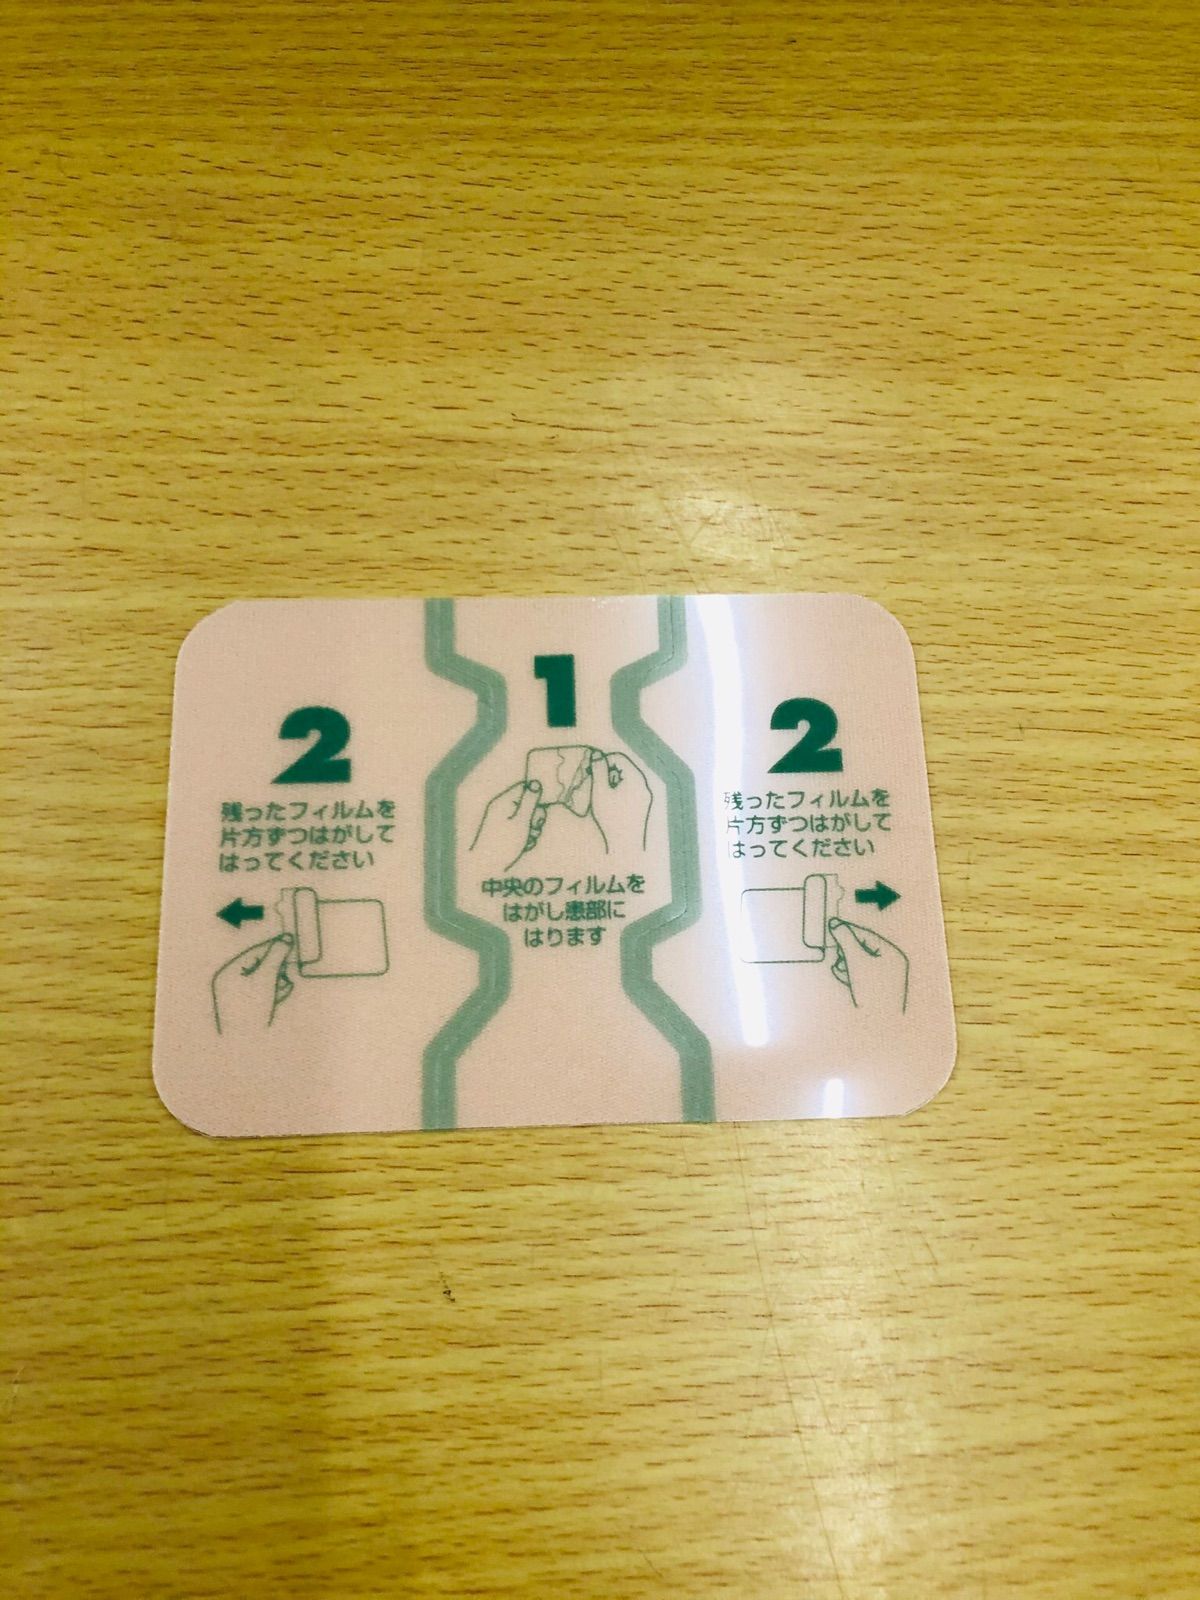 2
残ったフィルムを
片方ずつはがして
はってください
1
中央のフィルムを
はがし患部に
はります
2
残ったフィルムを
片方ずつはがして
はってください